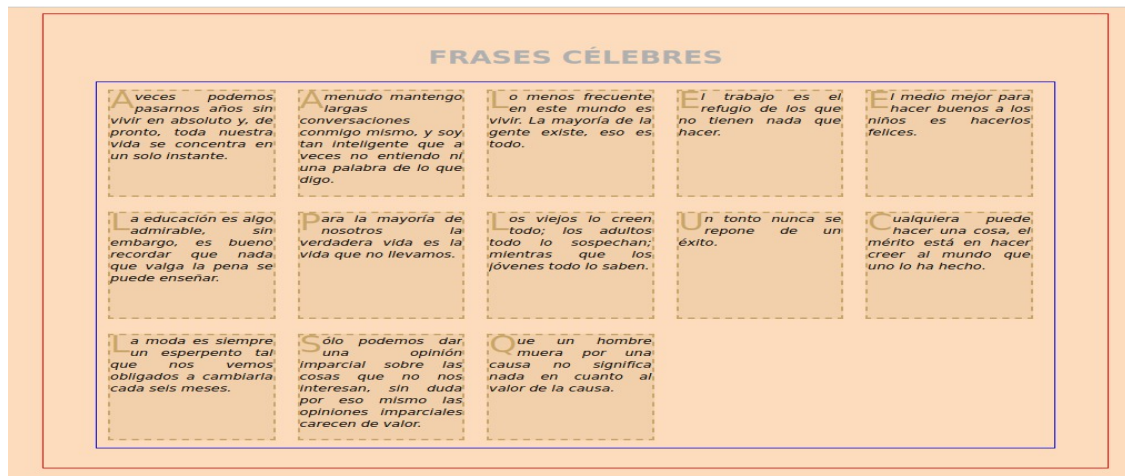 FRASES CÉLEBRES
A veces podemos
pasarnos años sin
vivir en absoluto y, de
pronto, toda nuestra
vida se concentra en
un solo instante.
A menudo mantengo
largas
conversaciones
conmigo mismo, y soy
tan inteligente que a
veces no entiendo ni
una palabra de lo que
digo.
Lo menos frecuente
en este mundo es
vivir. La mayoría de la
gente existe, eso es
todo.
El trabajo es el
refugio de los que
no tienen nada que
hacer.
El medio mejor para
hacer buenos a los
niños es hacerlos
felices.
La educación es algo
admirable, sin
embargo, es bueno
recordar que nada
que valga la pena se
puede enseñar.
Para la mayoría de
nosotros la
verdadera vida es la
vida que no llevamos.
Los viejos lo creen
todo; los adultos
todo lo sospechan;
mientras que los
jóvenes todo lo saben.
Un tonto nunca se
repone de un
éxito.
Cualquiera puede
hacer una cosa, el
mérito está en hacer
creer al mundo que
uno lo ha hecho.
La moda es siempre
un esperpento tal
que nos vemos
obligados a cambiarla
cada seis meses.
Sólo podemos dar
una opinión
imparcial sobre las
cosas que no nos
interesan, sin duda
por eso mismo las
opiniones imparciales
carecen de valor.
Que un hombre
muera por una
causa no significa
nada en cuanto al
valor de la causa.